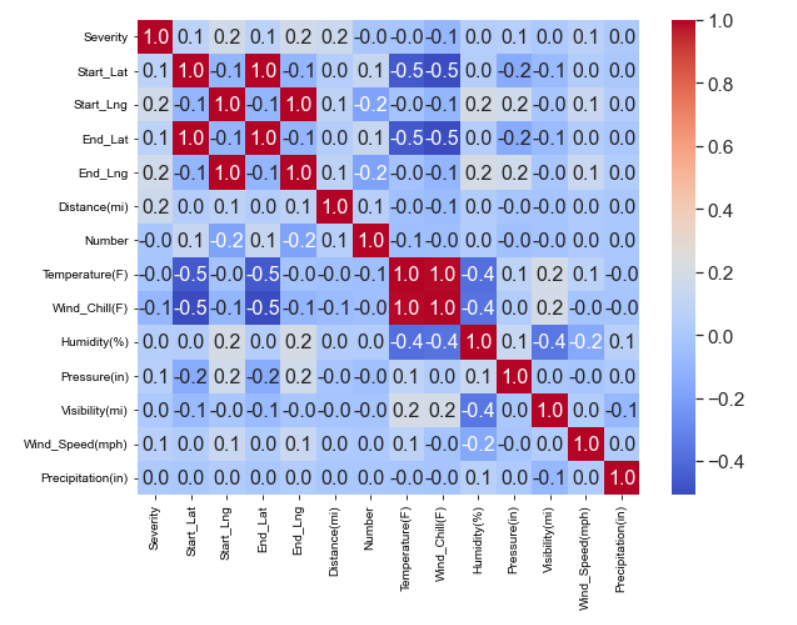 Severity 1.0 0.1 0.2 0.1 0.2 0.2 -0.0 -0.0 -0.1 0.0 0.1 -0.0 0.1 0.0
Start_Lat 0.1 1.0 -0.1 1.0 -0.1 0.0 0.1 -0.5 -0.5 0.0 -0.2 -0.1 0.0 0.0
Start_Lng 0.2 -0.1 1.0 -0.1 1.0 0.1 -0.2 -0.0 -0.1 0.2 0.2 -0.0 0.1 0.0
End_Lat 0.1 1.0 -0.1 1.0 -0.1 0.0 0.1 -0.5 -0.5 0.0 -0.2 -0.1 0.0 0.0
End_Lng 0.2 -0.1 1.0 -0.1 1.0 0.1 -0.2 -0.0 -0.1 0.2 0.2 -0.0 0.1 0.0
Distance(mi) 0.2 0.0 0.1 0.0 0.1 1.0 0.1 -0.0 -0.1 0.0 -0.0 -0.0 0.0 0.0
Number -0.0 0.1 -0.2 0.1 -0.2 0.1 1.0 -0.1 -0.0 0.0 -0.0 -0.0 0.0 0.0
Temperature(F) -0.0 -0.5 -0.0 -0.5 -0.0 -0.0 -0.1 1.0 1.0 -0.4 0.1 0.2 0.1 -0.0
Wind_Chill(F) -0.1 -0.5 -0.1 -0.5 -0.1 -0.1 -0.0 1.0 1.0 -0.4 0.0 0.2 -0.0 -0.0
Humidity(%) 0.0 0.0 0.2 0.0 0.2 0.0 0.0 -0.4 -0.4 1.0 0.1 -0.4 -0.2 0.1
Pressure(in) 0.1 -0.2 0.2 -0.2 0.2 -0.0 -0.0 0.1 0.0 0.1 1.0 0.0 -0.0 0.0
Visibility(mi) -0.0 -0.1 -0.0 -0.1 -0.0 -0.0 -0.0 0.2 0.2 -0.4 0.0 1.0 0.0 -0.1
Wind_Speed(mph) 0.1 0.0 0.1 0.0 0.1 0.0 0.0 0.1 -0.0 -0.2 -0.0 0.0 1.0 0.0
Precipitation(in) 0.0 0.0 0.0 0.0 0.0 0.0 0.0 -0.0 -0.0 0.1 0.0 -0.1 0.0 1.0
Severity
Start_Lat
Start_Lng
End_Lat
End_Lng
Distance(mi)
Number
Temperature(F)
Wind_Chill(F)
Humidity(%)
Pressure(in)
Visibility(mi)
Wind_Speed(mph)
Precipitation(in)
1.0
0.8
0.6
0.4
0.2
0.0
−0.2
−0.4